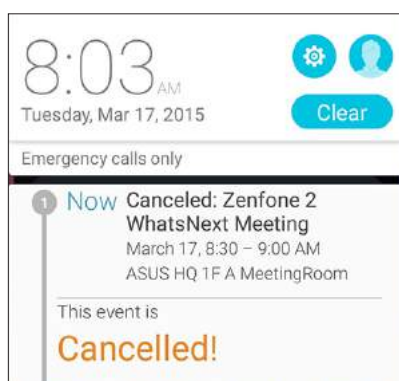 8:03 AM
Tuesday, Mar 17, 2015
Clear
Emergency calls only
1 Now Canceled: Zenfone 2
WhatsNext Meeting
March 17, 8:30 – 9:00 AM
ASUS HQ 1F A MeetingRoom
This event is
Cancelled!